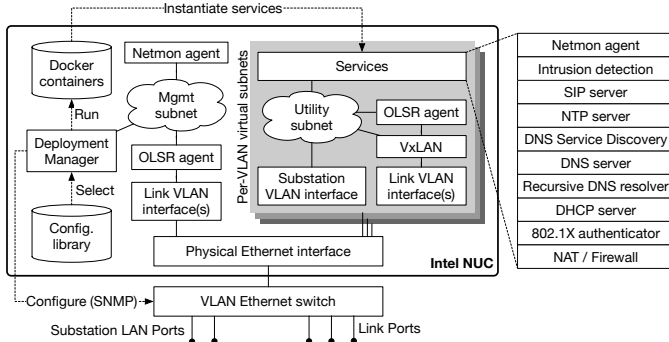 Instantiate services
Docker
containers
Netmon agent
Mgmt
subnet
Run
Deployment
Manager
OLSR agent
Select
Link VLAN
interface(s)
Config.
library
Per-VLAN virtual subnets
Services
Utility
subnet
OLSR agent
VxLAN
Substation
VLAN interface
Link VLAN
interface(s)
Physical Ethernet interface
Intel NUC
Configure (SNMP)
VLAN Ethernet switch
Substation LAN Ports
Link Ports
Netmon agent
Intrusion detection
SIP server
NTP server
DNS Service Discovery
DNS server
Recursive DNS resolver
DHCP server
802.1X authenticator
NAT / Firewall